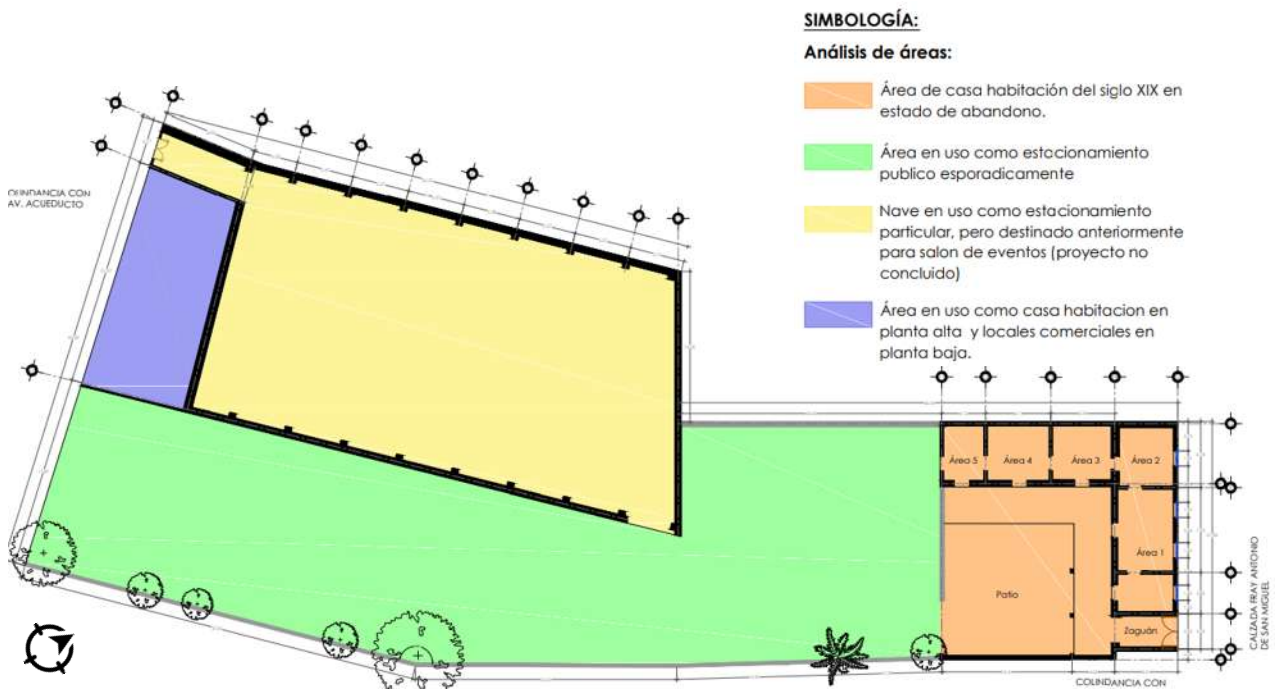 SIMBOLOGÍA:
Análisis de áreas:
Área de casa habitación del siglo XIX en
estado de abandono.
Área en uso como estacionamiento
publico esporadicamente
Nave en uso como estacionamiento
particular, pero destinado anteriormente
para salon de eventos (proyecto no
concluido)
Área en uso como casa habitacion en
planta alta y locales comerciales en
planta baja.
OLINDANCIA CON
AV. ACUEDUCTO
Área 5
Área 4
Área 3
Área 2
Área 1
Patio
Zaguán
CALZADA FRAY ANTONIO
DE SAN MIGUEL
COLINDANCIA CON